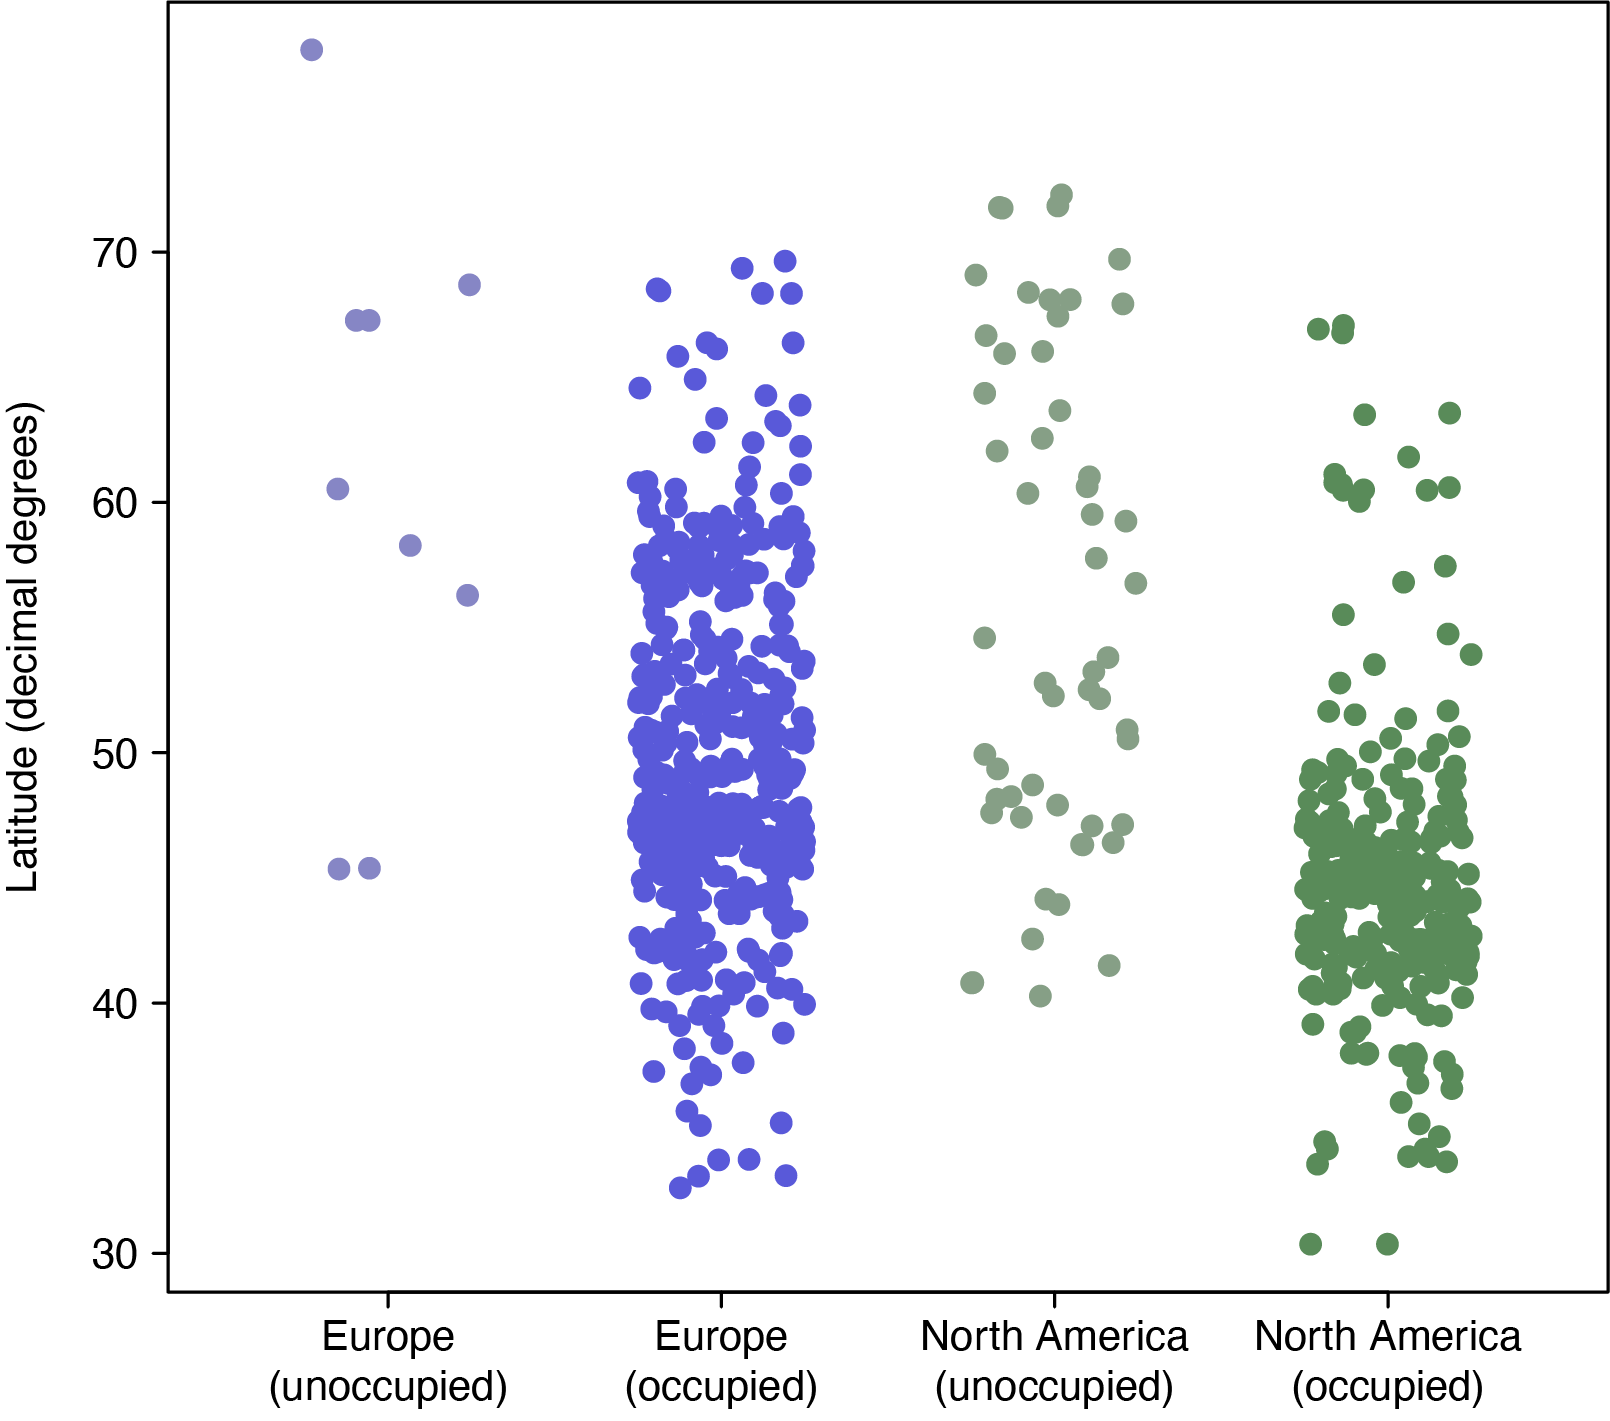 Latitude (decimal degrees)
70
60
50
40
30
Europe
(unoccupied)
Europe
(occupied)
North America
(unoccupied)
North America
(occupied)